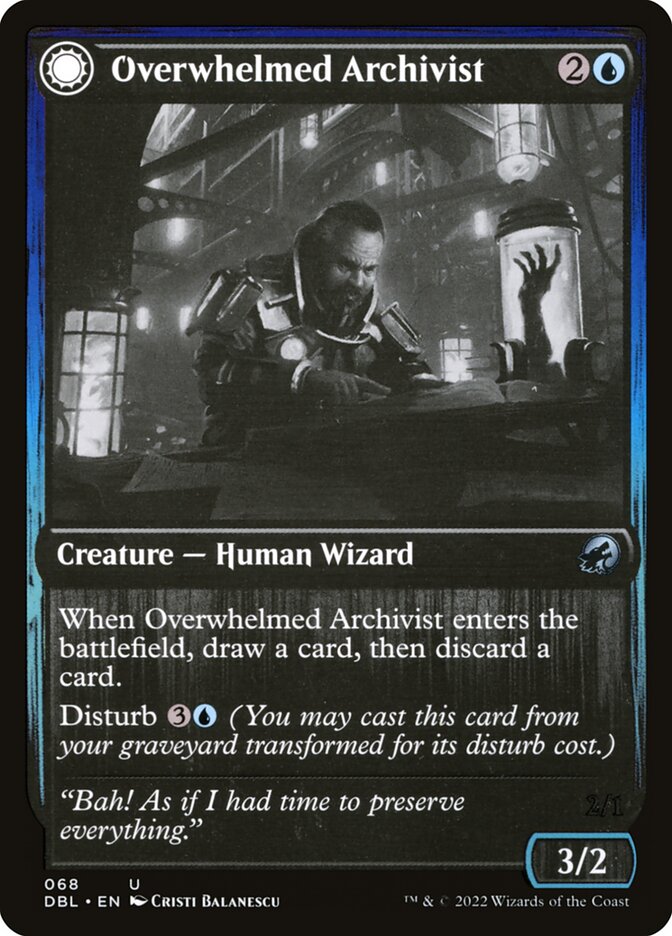 Overwhelmed Archivist 2
Creature — Human Wizard
When Overwhelmed Archivist enters the
battlefield, draw a card, then discard a
card.
Disturb 3 (You may cast this card from
your graveyard transformed for its disturb cost.)
“Bah! As if I had time to preserve
everything.”
2/1
3/2
068 U
DBL • EN Cristi Balanescu ™ & © 2022 Wizards of the Coast